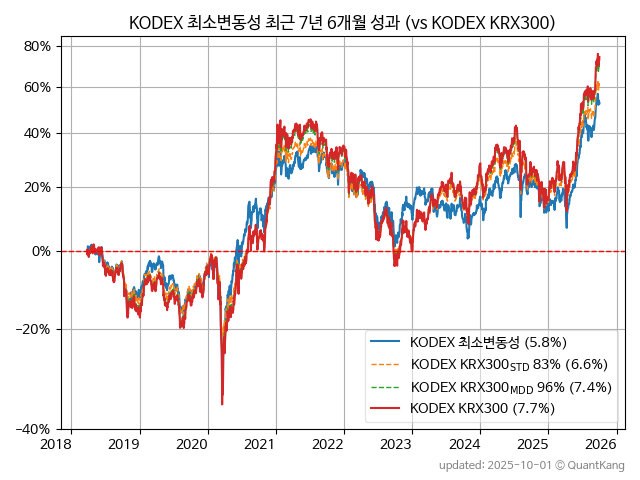 KODEX 최소변동성 최근 7년 6개월 성과 (vs KODEX KRX300)
80%
60%
40%
20%
0%
−20%
−40%
KODEX 최소변동성 (5.8%)
KODEX KRX300STD 83% (6.6%)
KODEX KRX300MDD 96% (7.4%)
KODEX KRX300 (7.7%)
2018 2019 2020 2021 2022 2023 2024 2025 2026
updated: 2025-10-01 © QuantKang